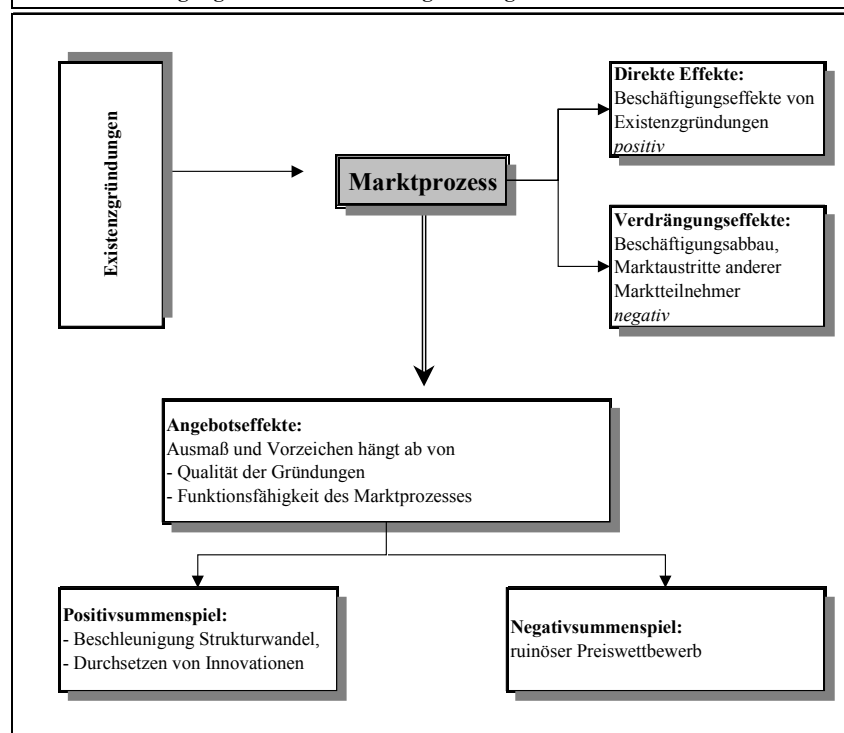 Existenzgründungen
Marktprozess
Direkte Effekte:
Beschäftigungseffekte von
Existenzgründungen
positiv
Verdrängungseffekte:
Beschäftigungsabbau,
Marktaustritte anderer
Marktteilnehmer
negativ
Angebotseffekte:
Ausmaß und Vorzeichen hängt ab von
- Qualität der Gründungen
- Funktionsfähigkeit des Marktprozesses
Positivsummenspiel:
- Beschleunigung Strukturwandel,
- Durchsetzen von Innovationen
Negativsummenspiel:
ruinöser Preiswettbewerb